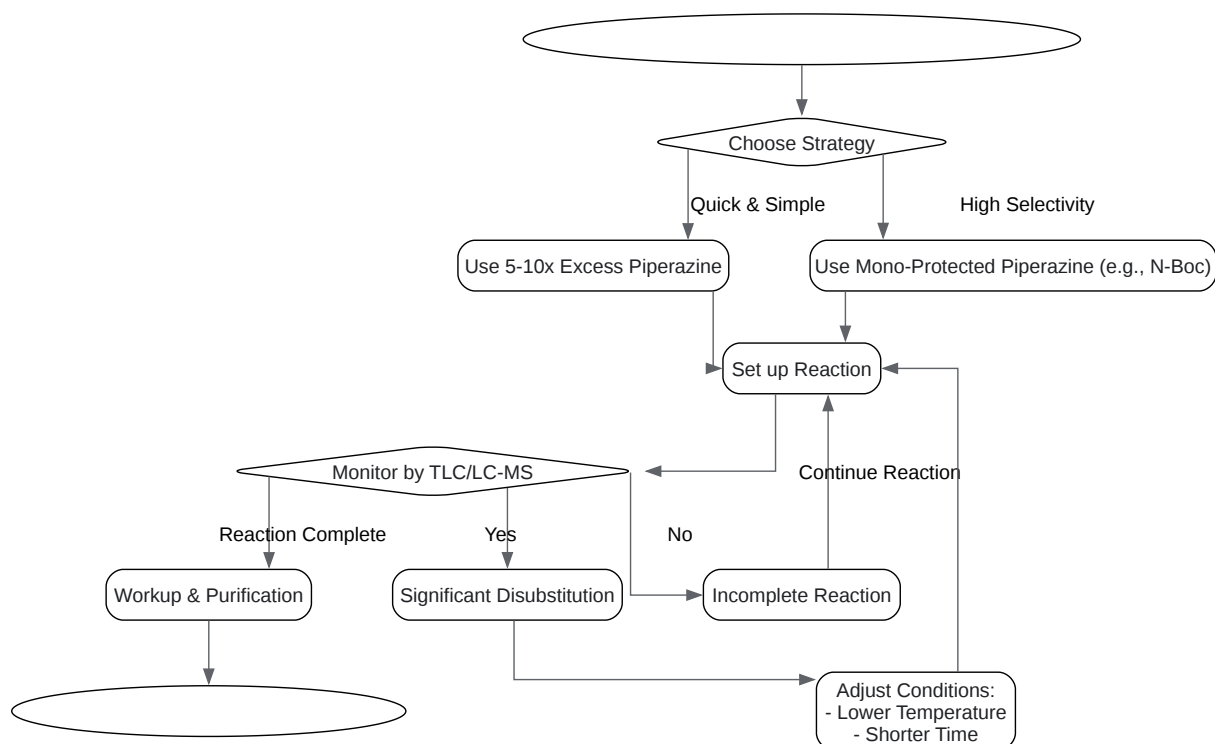 Choose Strategy
Quick & Simple
High Selectivity
Use 5-10x Excess Piperazine
Use Mono-Protected Piperazine (e.g., N-Boc)
Set up Reaction
Monitor by TLC/LC-MS
Continue Reaction
Reaction Complete
Yes
No
Workup & Purification
Significant Disubstitution
Incomplete Reaction
Adjust Conditions:
- Lower Temperature
- Shorter Time